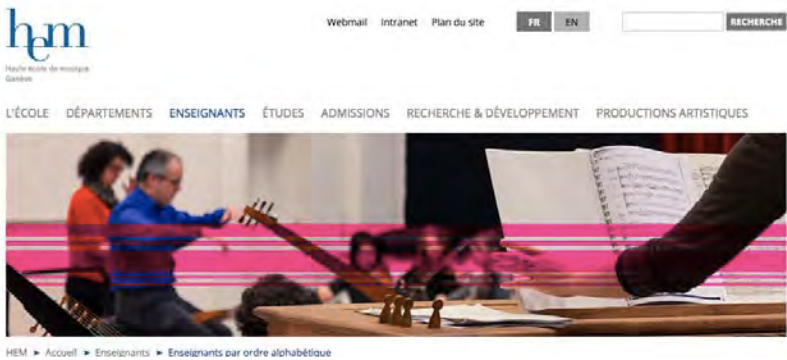 Webmail Intranet Plan du site FR EN RECHERCHE
hem
Haute école de musique
Genève
L'ÉCOLE DÉPARTEMENTS ENSEIGNANTS ÉTUDES ADMISSIONS RECHERCHE & DÉVELOPPEMENT PRODUCTIONS ARTISTIQUES
HEM ► Accueil ► Enseignants ► Enseignants par ordre alphabétique